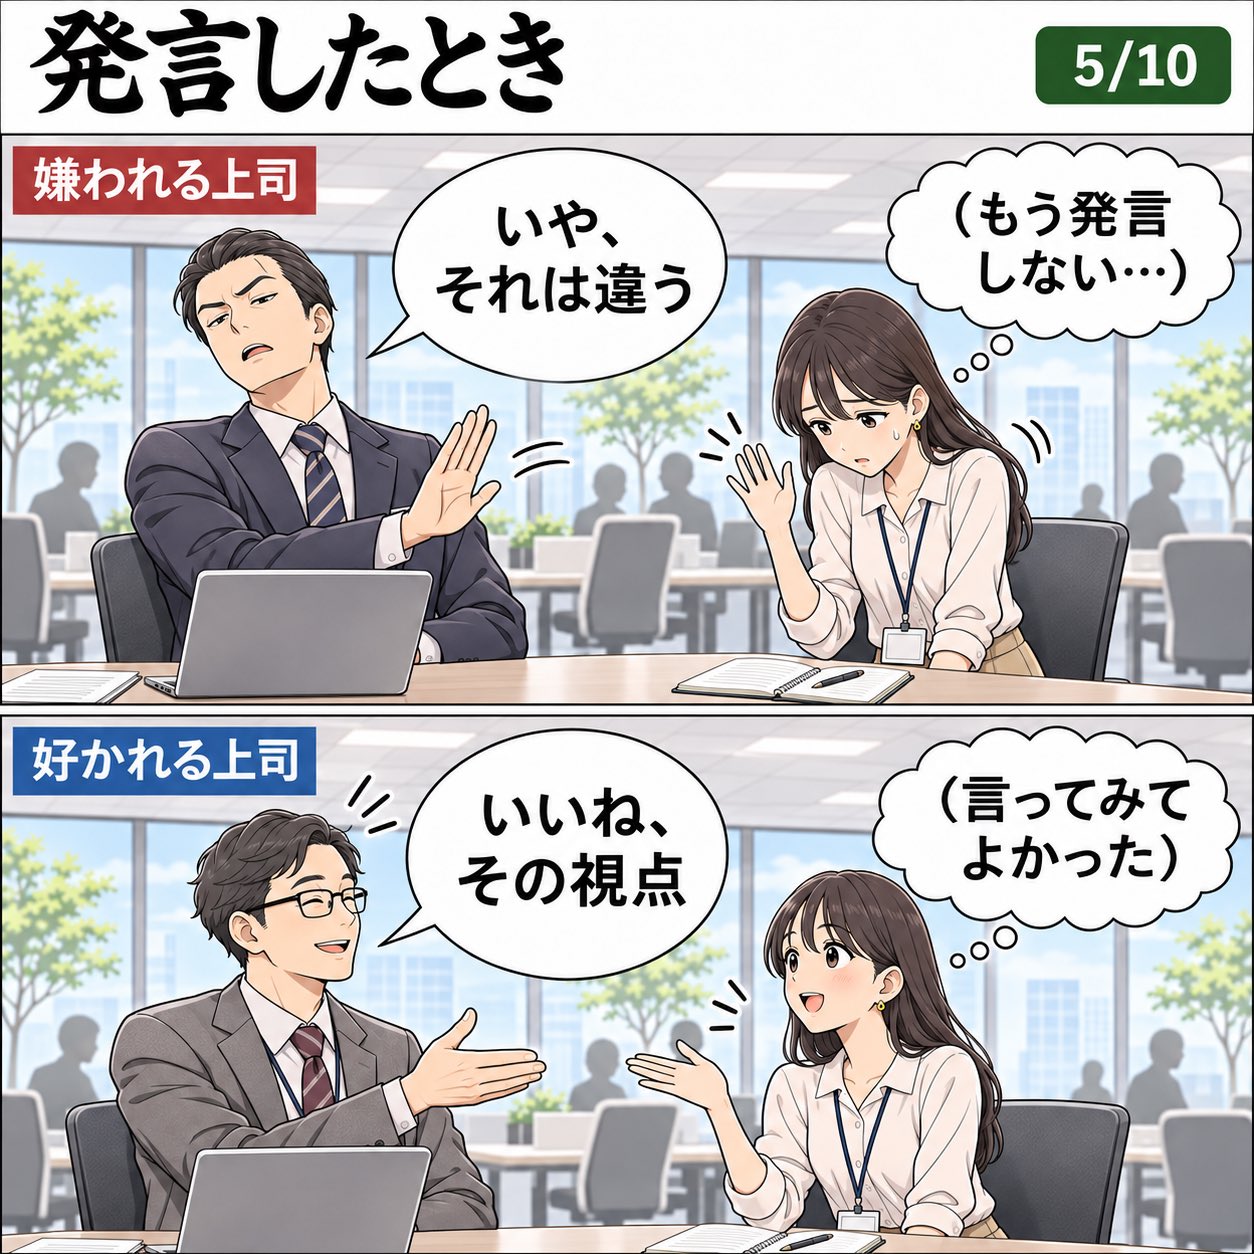 発言したとき
5/10
嫌われる上司
いや、
それは違う
(もう発言
しない…)
好かれる上司
いいね、
その視点
(言ってみて
よかった)